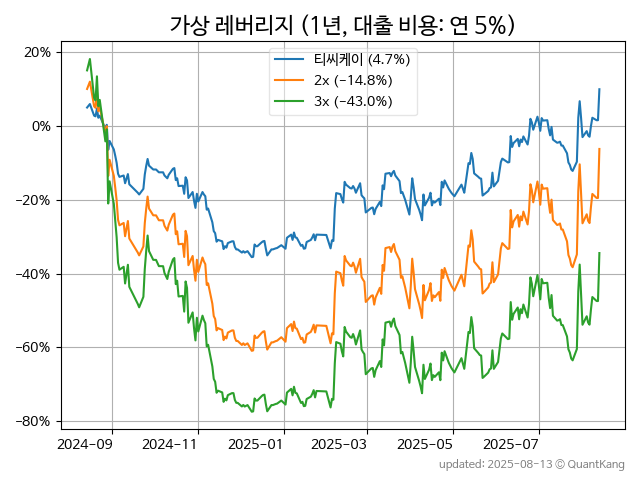 가상 레버리지 (1년, 대출 비용: 연 5%)
티씨케이 (4.7%)
2x (−14.8%)
3x (−43.0%)
20%
0%
−20%
−40%
−60%
−80%
2024-09 2024-11 2025-01 2025-03 2025-05 2025-07
updated: 2025-08-13 © QuantKang